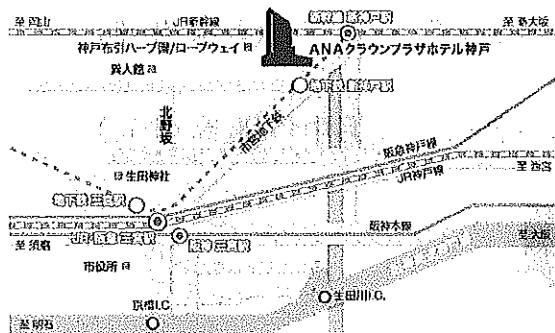 至 岡山
JR新幹線
新幹線 新神戸駅
至 新大阪
神戸布引ハーブ園/ロープウェイ
ANAクラウンプラザホテル神戸
異人館
地下鉄 新神戸駅
北野坂
市営地下鉄
阪急神戸線
生田神社
JR神戸線
至 西宮
地下鉄 三宮駅
阪神本線
至 須磨
JR・阪急 三宮駅
阪神 三宮駅
至 大阪
市役所
生田川I.C.
京橋I.C.
至 明石